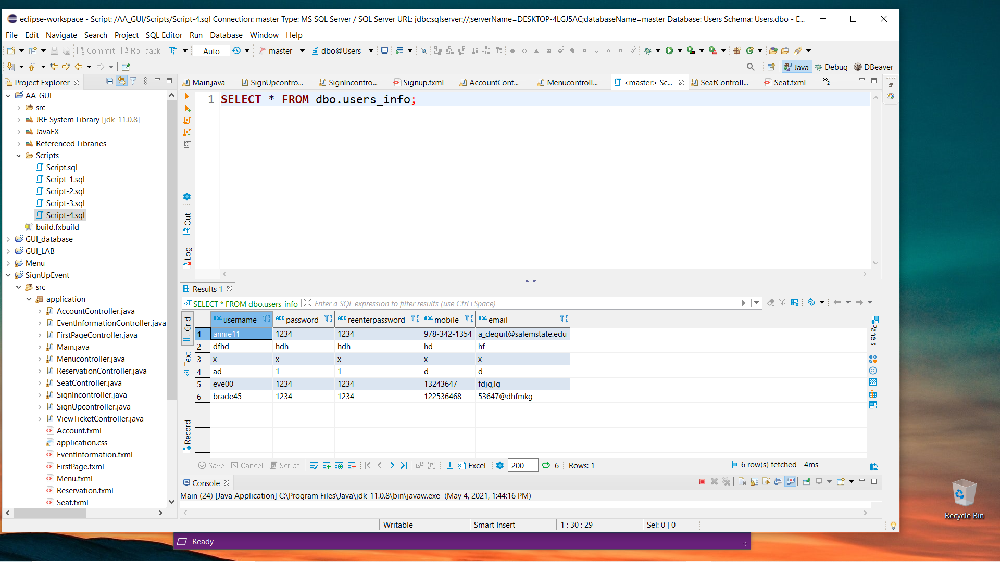 eclipse-workspace - Script: /AA_GUI/Scripts/Script-4.sql Connection: master Type: MS SQL Server / SQL Server URL: jdbc:sqlserver://;serverName=DESKTOP-4LGJ5AC;databaseName=master Database: Users Schema: Users.dbo - E...
File Edit Navigate Search Project SQL Editor Run Database Window Help
Commit Rollback Auto master dbo@Users
Java Debug DBeaver
Project Explorer
AA_GUI
src
JRE System Library [jdk-11.0.8]
JavaFX
Referenced Libraries
Scripts
Script.sql
Script-1.sql
Script-2.sql
Script-3.sql
Script-4.sql
build.fxbuild
GUI_database
GUI_LAB
Menu
SignUpEvent
src
application
AccountController.java
EventInformationController.java
FirstPageController.java
Main.java
Menucontroller.java
ReservationController.java
SeatController.java
SignIncontroller.java
SignUpcontroller.java
ViewTicketController.java
Account.fxml
application.css
EventInformation.fxml
FirstPage.fxml
Menu.fxml
Reservation.fxml
Seat.fxml
Main.java SignUpcontro... SignIncontro... Signup.fxml AccountCont... Menucontroll... <master> Sc... SeatControll... Seat.fxml »2
1 SELECT * FROM dbo.users_info;
Out
Log
Results 1
SELECT * FROM dbo.users_info Enter a SQL expression to filter results (use Ctrl+Space)
Grid
Text
Record
Panels
ABC username ABC password ABC reenterpassword ABC mobile ABC email
1 annie11 1234 1234 978-342-1354 a_dequit@salemstate.edu
2 dfhd hdh hdh hd hf
3 x x x x x
4 ad 1 1 d d
5 eve00 1234 1234 13243647 fdjg,lg
6 brade45 1234 1234 122536468 53647@dhfmkg
Save Cancel Script Excel 200 6 Rows: 1 6 row(s) fetched - 4ms
Console
Main (24) [Java Application] C:\Program Files\Java\jdk-11.0.8\bin\javaw.exe (May 4, 2021, 1:44:16 PM)
Writable Smart Insert 1 : 30 : 29 Sel: 0 | 0
Ready
Recycle Bin